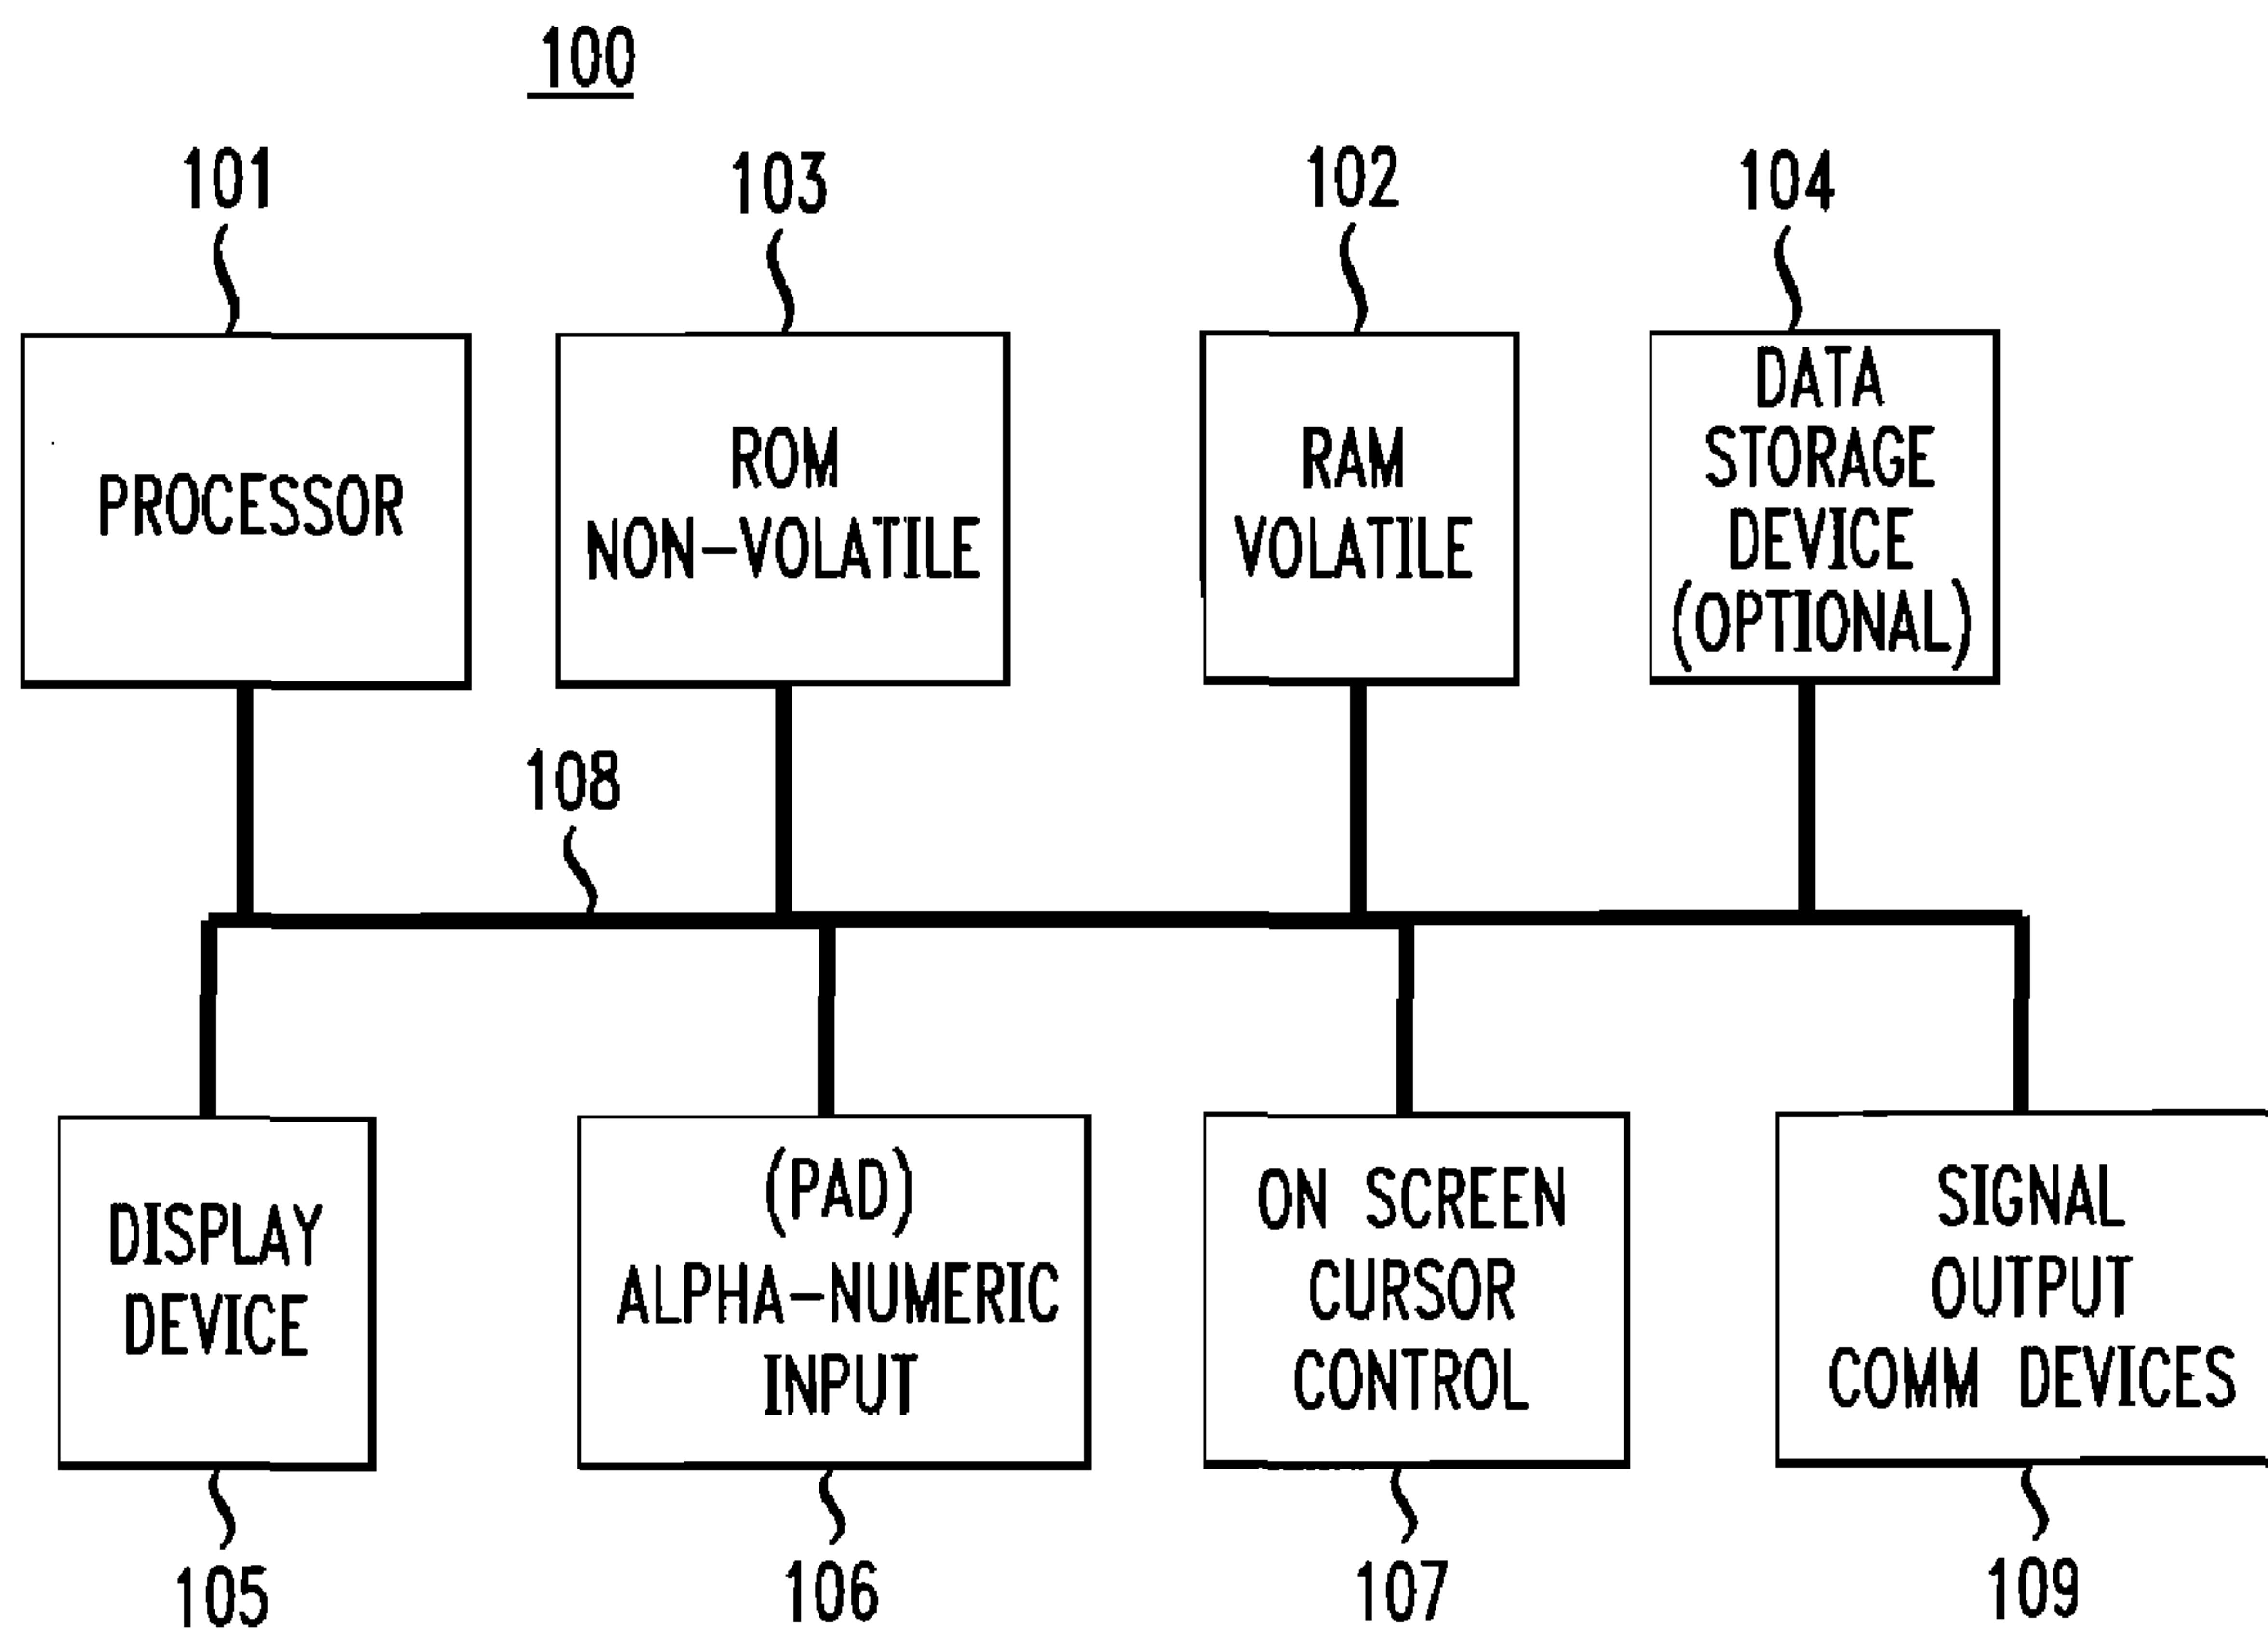 100
101
103
102
104
PROCESSOR
ROM
NON-VOLATILE
RAM
VOLATILE
DATA
STORAGE
DEVICE
(OPTIONAL)
108
DISPLAY
DEVICE
(PAD)
ALPHA-NUMERIC
INPUT
ON SCREEN
CURSOR
CONTROL
SIGNAL
OUTPUT
COMM DEVICES
105
106
107
109